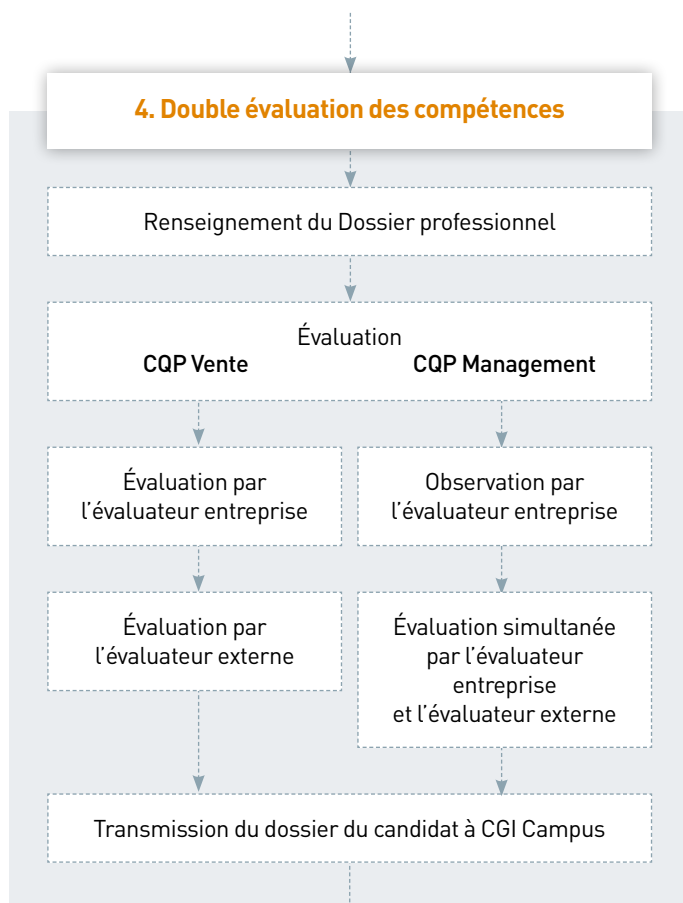 4. Double évaluation des compétences
Renseignement du Dossier professionnel
Évaluation
CQP Vente
CQP Management
Évaluation par
l'évaluateur entreprise
Observation par
l'évaluateur entreprise
Évaluation par
l'évaluateur externe
Évaluation simultanée
par l'évaluateur
entreprise
et l'évaluateur externe
Transmission du dossier du candidat à CGI Campus